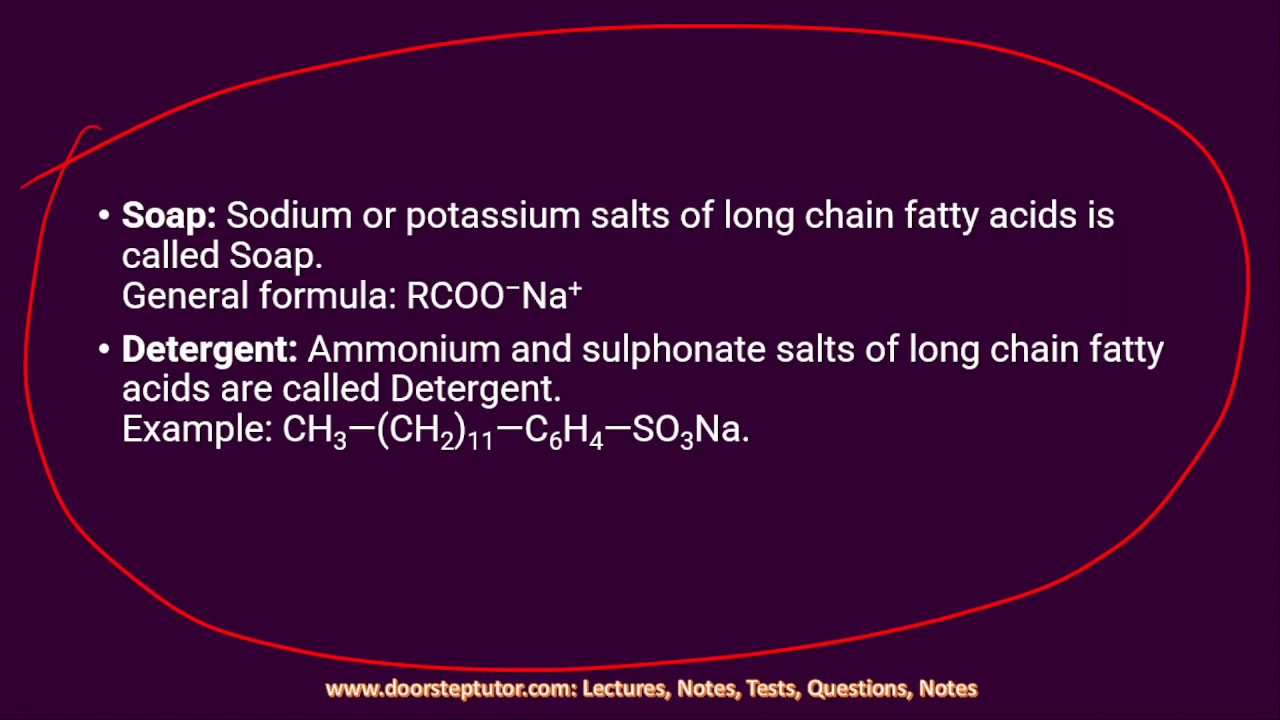 • Soap: Sodium or potassium salts of long chain fatty acids is
called Soap.
General formula: RCOO⁻Na⁺
• Detergent: Ammonium and sulphonate salts of long chain fatty
acids are called Detergent.
Example: CH₃—(CH₂)₁₁—C₆H₄—SO₃Na.
www.doorsteptutor.com: Lectures, Notes, Tests, Questions, Notes